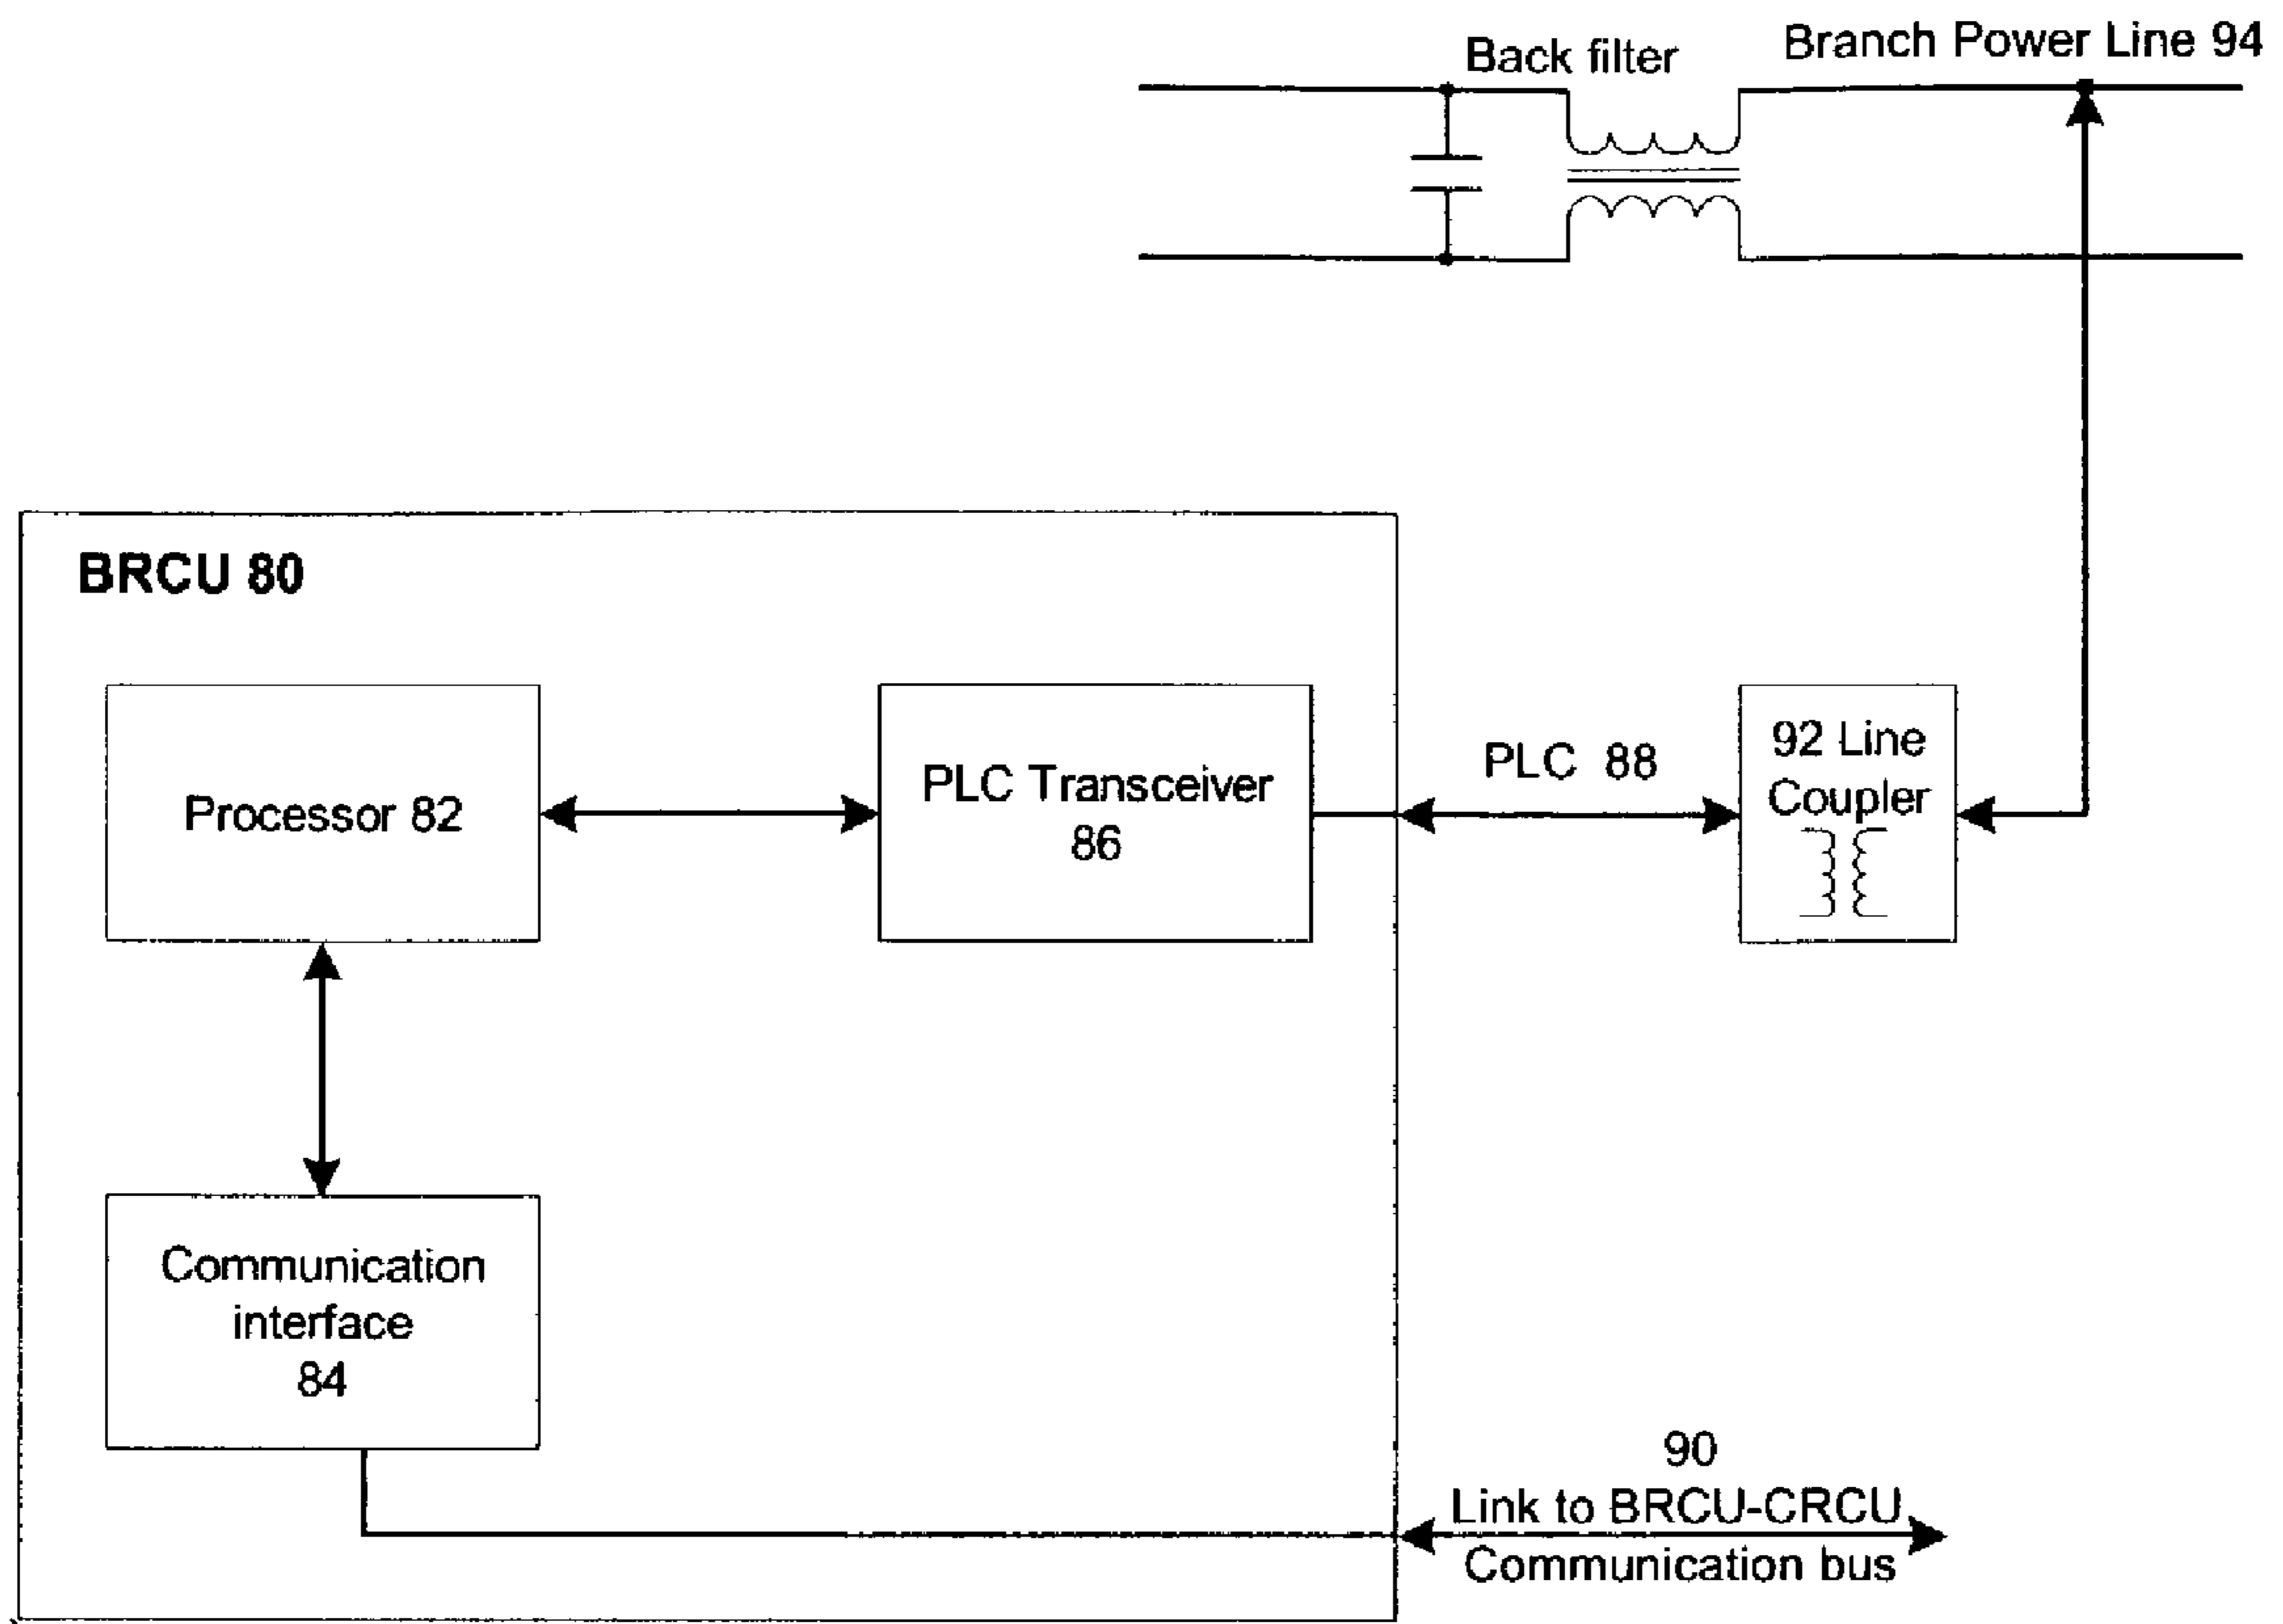 Back filter
Branch Power Line 94
BRCU 80
Processor 82
PLC Transceiver
86
PLC 88
92 Line
Coupler
Communication
interface
84
90
Link to BRCU-CRCU
Communication bus